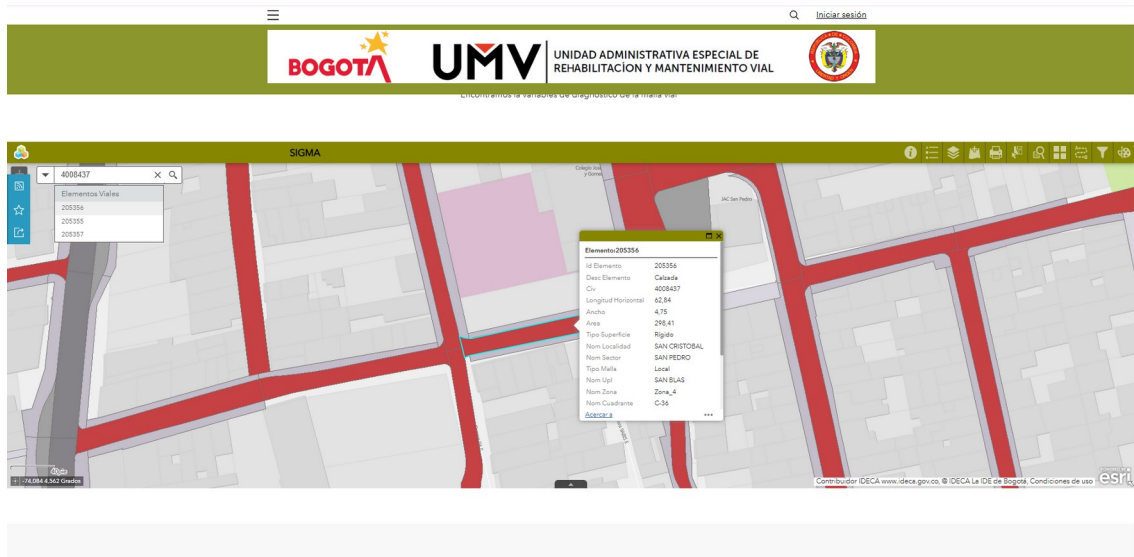 Iniciar sesión
BOGOTÁ
UMV
UNIDAD ADMINISTRATIVA ESPECIAL DE
REHABILITACÍON Y MANTENIMIENTO VIAL
Encontramos la variables de diagnostico de la malla vial
SIGMA
4008437
Elementos Viales
205356
205355
205357
JAC San Pedro
Elemento:205356
Id Elemento 205356
Desc Elemento Calzada
Civ 4008437
Longitud Horizontal 62,84
Ancho 4,75
Area 298,41
Tipo Superficie Rígido
Nom Localidad SAN CRISTOBAL
Nom Sector SAN PEDRO
Tipo Malla Local
Nom Upl SAN BLAS
Nom Zona Zona_4
Nom Cuadrante C-36
Acercar a
-74,084 4,562 Grados
Contribuidor IDECA www.ideca.gov.co, © IDECA La IDE de Bogotá, Condiciones de uso
esri